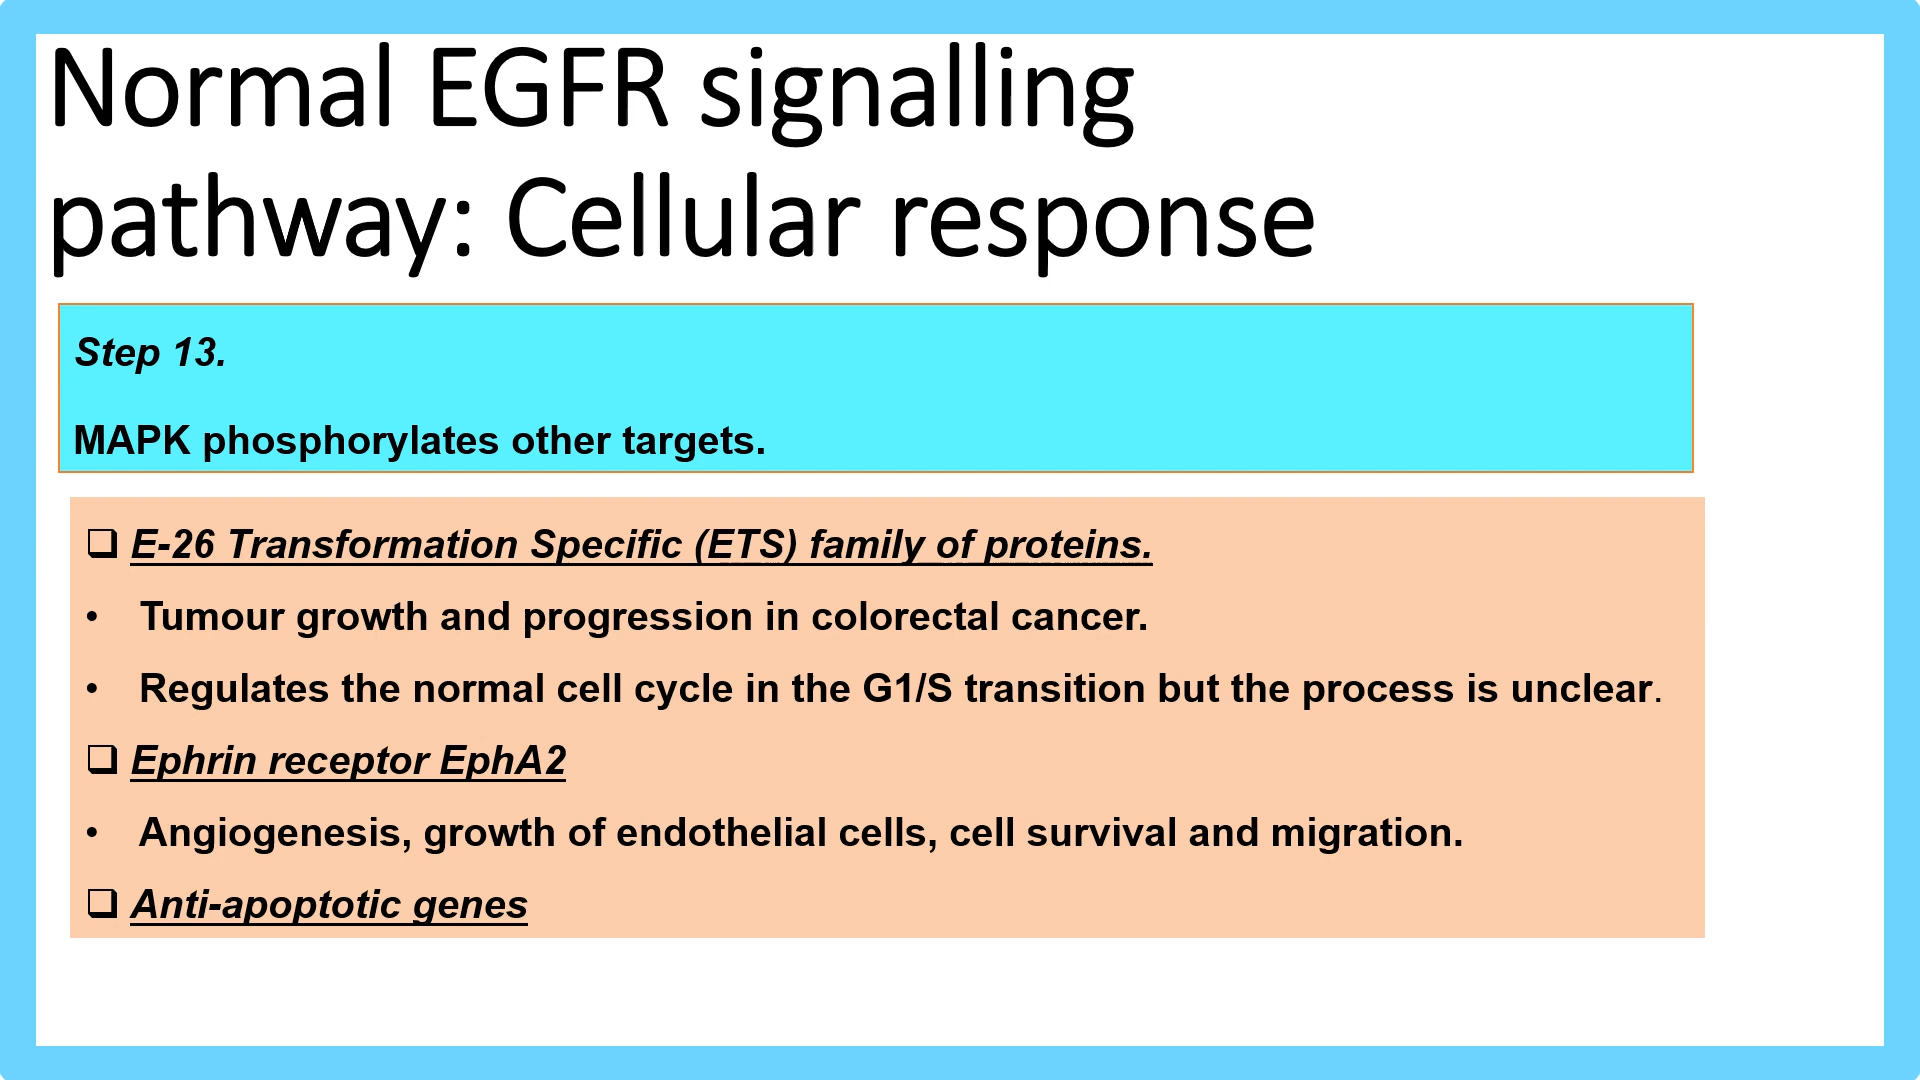 Normal EGFR signalling
pathway: Cellular response
Step 13.
MAPK phosphorylates other targets.
❑ E-26 Transformation Specific (ETS) family of proteins.
• Tumour growth and progression in colorectal cancer.
• Regulates the normal cell cycle in the G1/S transition but the process is unclear.
❑ Ephrin receptor EphA2
• Angiogenesis, growth of endothelial cells, cell survival and migration.
❑ Anti-apoptotic genes